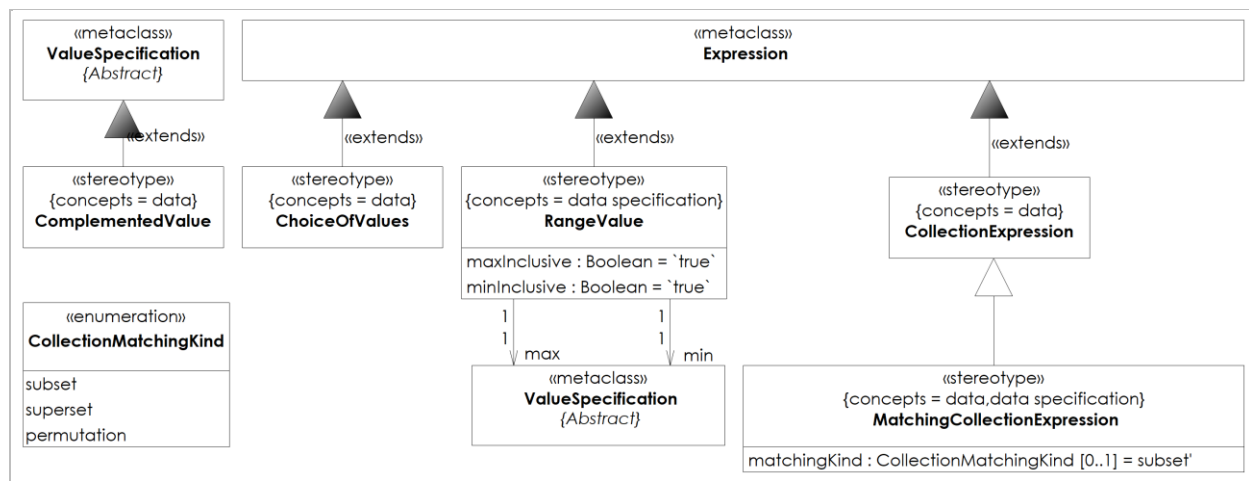 «metaclass»
ValueSpecification
{Abstract}
«metaclass»
Expression
«extends»
«extends»
«extends»
«extends»
«stereotype»
{concepts = data}
ComplementedValue
«stereotype»
{concepts = data}
ChoiceOfValues
«stereotype»
{concepts = data specification}
RangeValue
maxInclusive : Boolean = `true`
minInclusive : Boolean = `true`
«stereotype»
{concepts = data}
CollectionExpression
«enumeration»
CollectionMatchingKind
subset
superset
permutation
1
1
max
1
1
min
«metaclass»
ValueSpecification
{Abstract}
«stereotype»
{concepts = data,data specification}
MatchingCollectionExpression
matchingKind : CollectionMatchingKind [0..1] = subset'